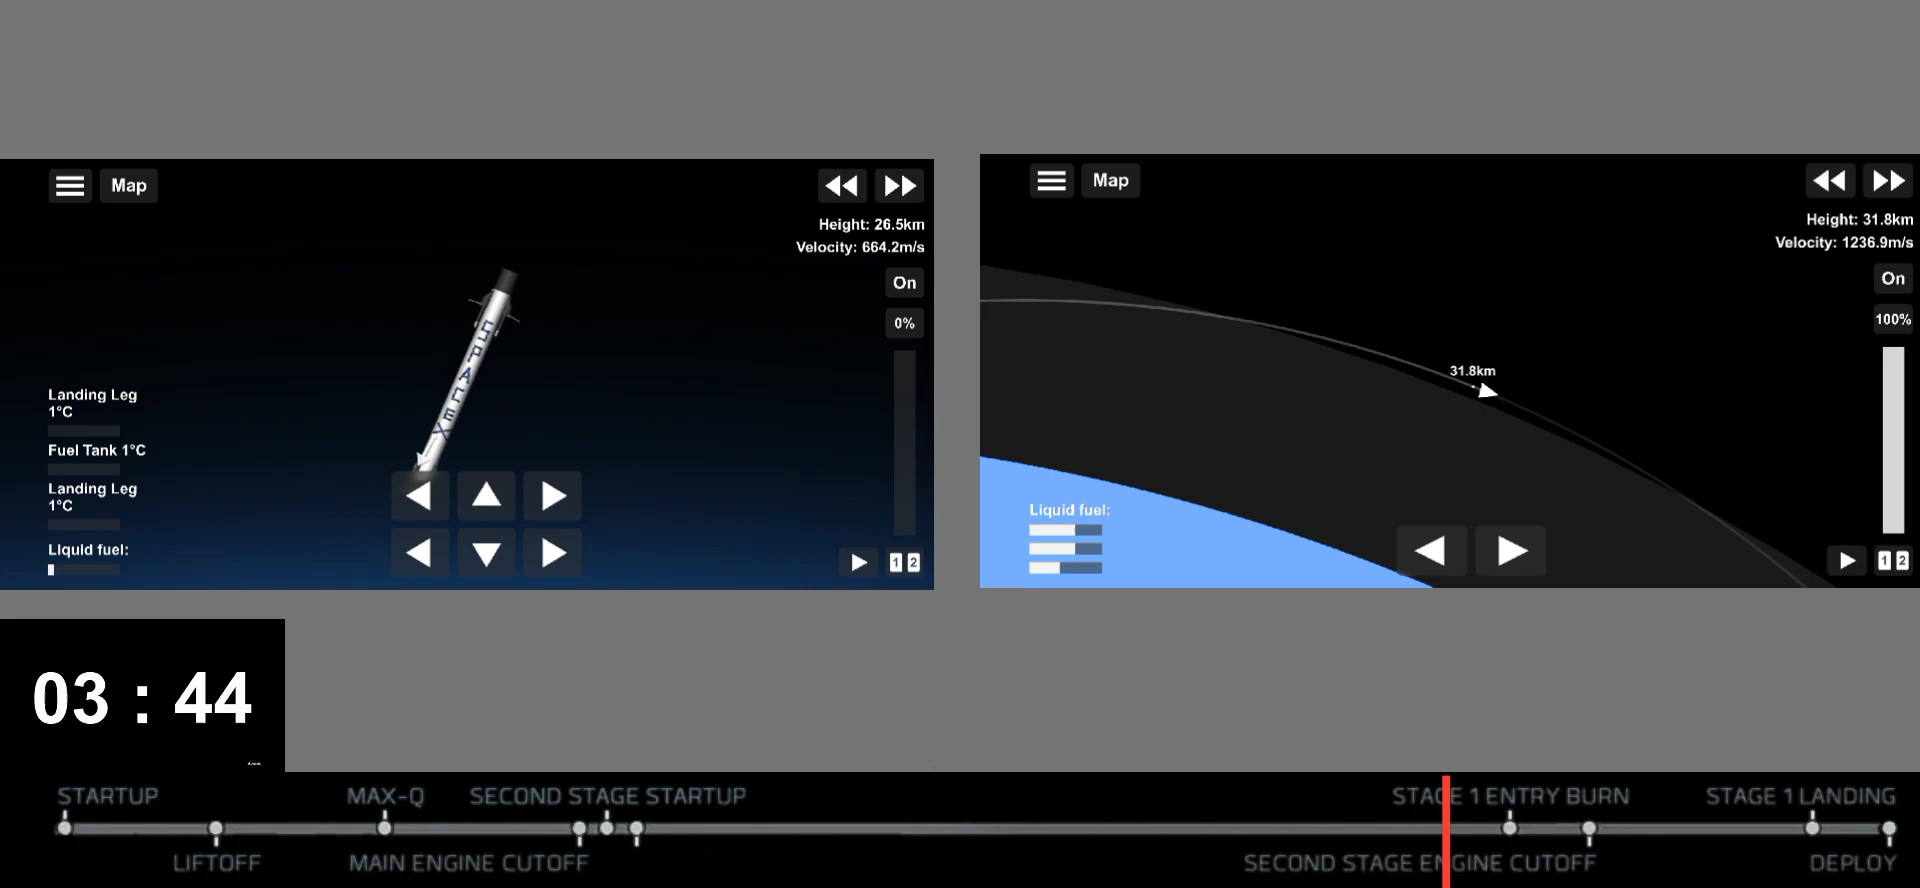 Map
Height: 26.5km
Velocity: 664.2m/s
On
0%
Landing Leg
1°C
Fuel Tank 1°C
Landing Leg
1°C
Liquid fuel:
1 2
Map
Height: 31.8km
Velocity: 1236.9m/s
On
100%
31.8km
Liquid fuel:
1 2
03 : 44
STARTUP MAX-Q SECOND STAGE STARTUP STAGE 1 ENTRY BURN STAGE 1 LANDING
LIFTOFF MAIN ENGINE CUTOFF SECOND STAGE ENGINE CUTOFF DEPLOY